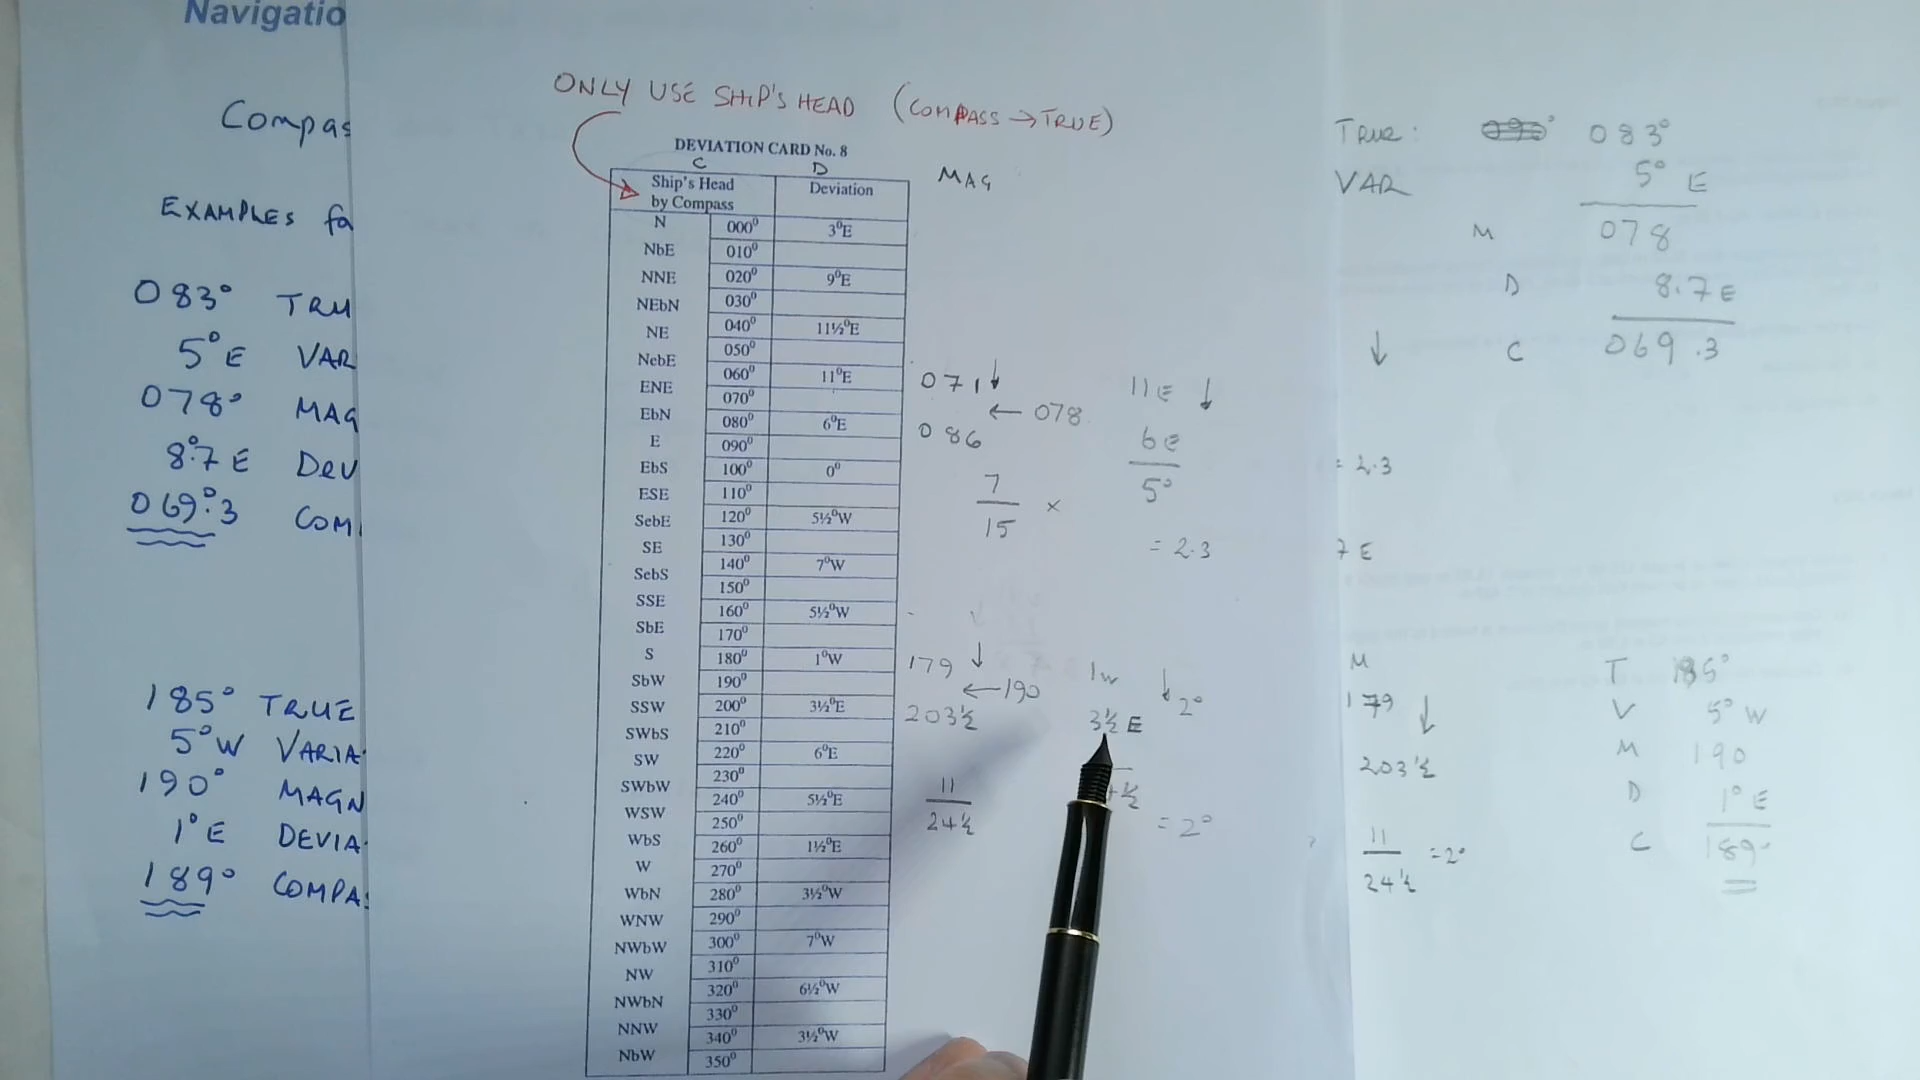 Navigatio
Compas
EXAMPLES fo
083° TRU
5°E VAR
078° MAG
8°.7 E Dev
069°.3 COM
185° TRUE
5°W VARIA
190° MAGN
1°E DEVIA
189° COMPA
ONLY USE SHIP'S HEAD (COMPASS → TRUE)
DEVIATION CARD No. 8
C D MAG
Ship's Head by Compass Deviation
N 000° 3°E
NbE 010°
NNE 020° 9°E
NEbN 030°
NE 040° 11½°E
NebE 050°
ENE 060° 11°E
EbN 070°
E 080° 6°E
EbS 090°
ESE 100° 0°
SebE 110°
SE 120° 5½°W
SebS 130°
SSE 140° 7°W
SbE 150°
S 160° 5½°W
SbW 170°
SSW 180° 1°W
SWbS 190°
SW 200° 3½°E
SWbW 210°
WSW 220° 6°E
WbS 230°
W 240° 5½°E
WbN 250°
WNW 260° 1½°E
NWbW 270°
NW 280° 3½°W
NWbN 290°
NNW 300° 7°W
NbW 310°
320° 6½°W
330°
340° 3½°W
350°
071 ↓ 11E ↓
← 078
086 6E
7/15 × 5°
= 2.3
179 ↓ 1W ↓ 2°
← 190
203½ 3½ E
11/24½
= 2°
TRUE: 083°
VAR 5° E
M 078
D 8.7 E
↓ C 069.3
= 2.3
7 E
M
179 ↓
203½
11/24½ = 2°
T 185°
V 5° W
M 190
D 1° E
C 189°